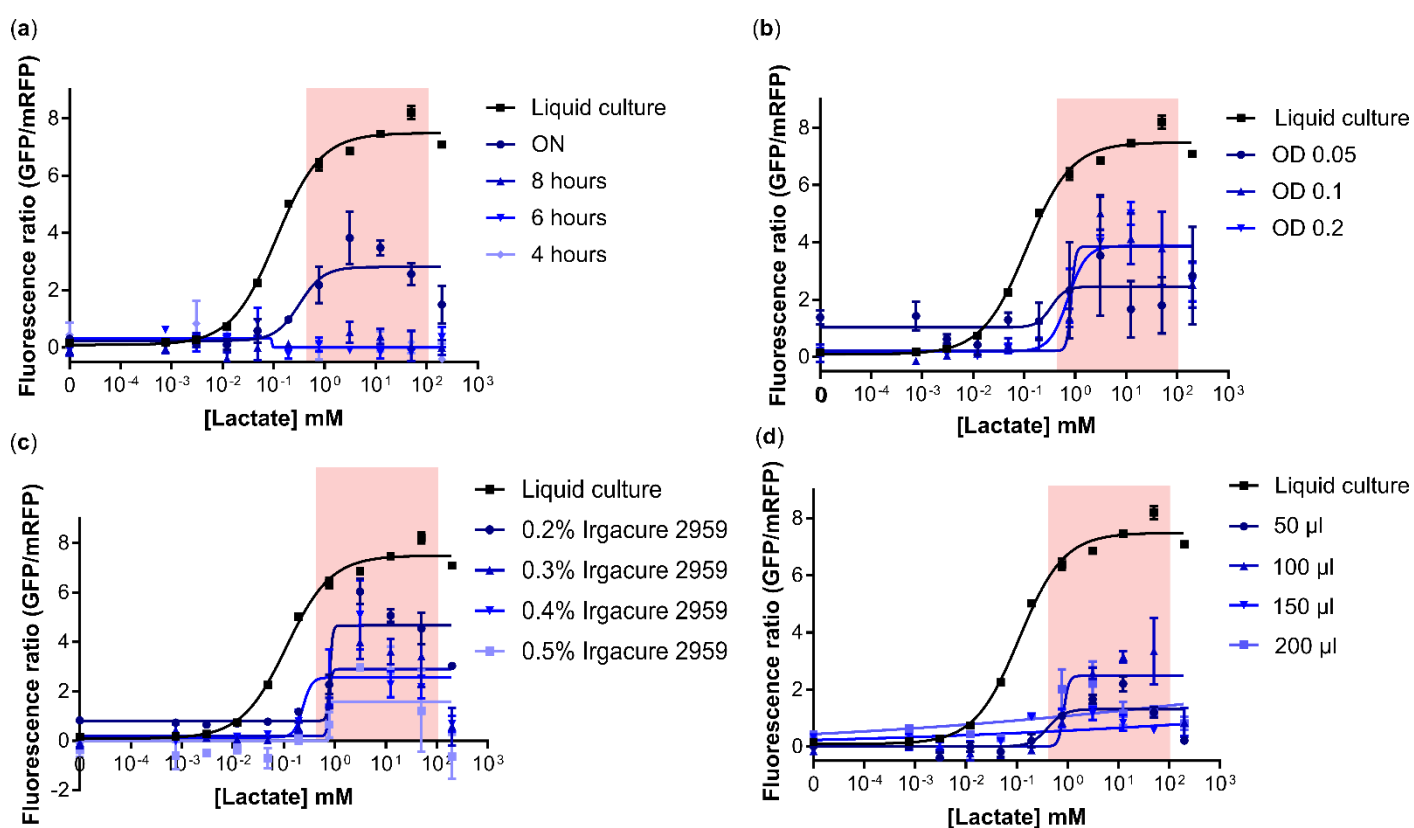 (a)
Fluorescence ratio (GFP/mRFP)
8
6
4
2
0
0 10⁻⁴ 10⁻³ 10⁻² 10⁻¹ 10⁰ 10¹ 10² 10³
[Lactate] mM
Liquid culture
ON
8 hours
6 hours
4 hours
(b)
Fluorescence ratio (GFP/mRFP)
8
6
4
2
0
0 10⁻⁴ 10⁻³ 10⁻² 10⁻¹ 10⁰ 10¹ 10² 10³
[Lactate] mM
Liquid culture
OD 0.05
OD 0.1
OD 0.2
(c)
Fluorescence ratio (GFP/mRFP)
8
6
4
2
0
-2
10⁻⁴ 10⁻³ 10⁻² 10⁻¹ 10⁰ 10¹ 10² 10³
[Lactate] mM
Liquid culture
0.2% Irgacure 2959
0.3% Irgacure 2959
0.4% Irgacure 2959
0.5% Irgacure 2959
(d)
Fluorescence ratio (GFP/mRFP)
8
6
4
2
0
0 10⁻⁴ 10⁻³ 10⁻² 10⁻¹ 10⁰ 10¹ 10² 10³
[Lactate] mM
Liquid culture
50 µl
100 µl
150 µl
200 µl